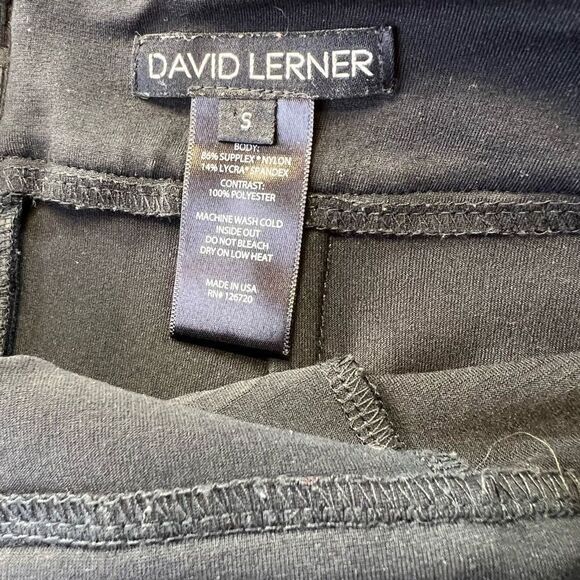 DAVID LERNER
S
BODY:
86% SUPPLEX® NYLON
14% LYCRA® SPANDEX
CONTRAST:
100% POLYESTER
MACHINE WASH COLD
INSIDE OUT
DO NOT BLEACH
DRY ON LOW HEAT
MADE IN USA
RN# 126720